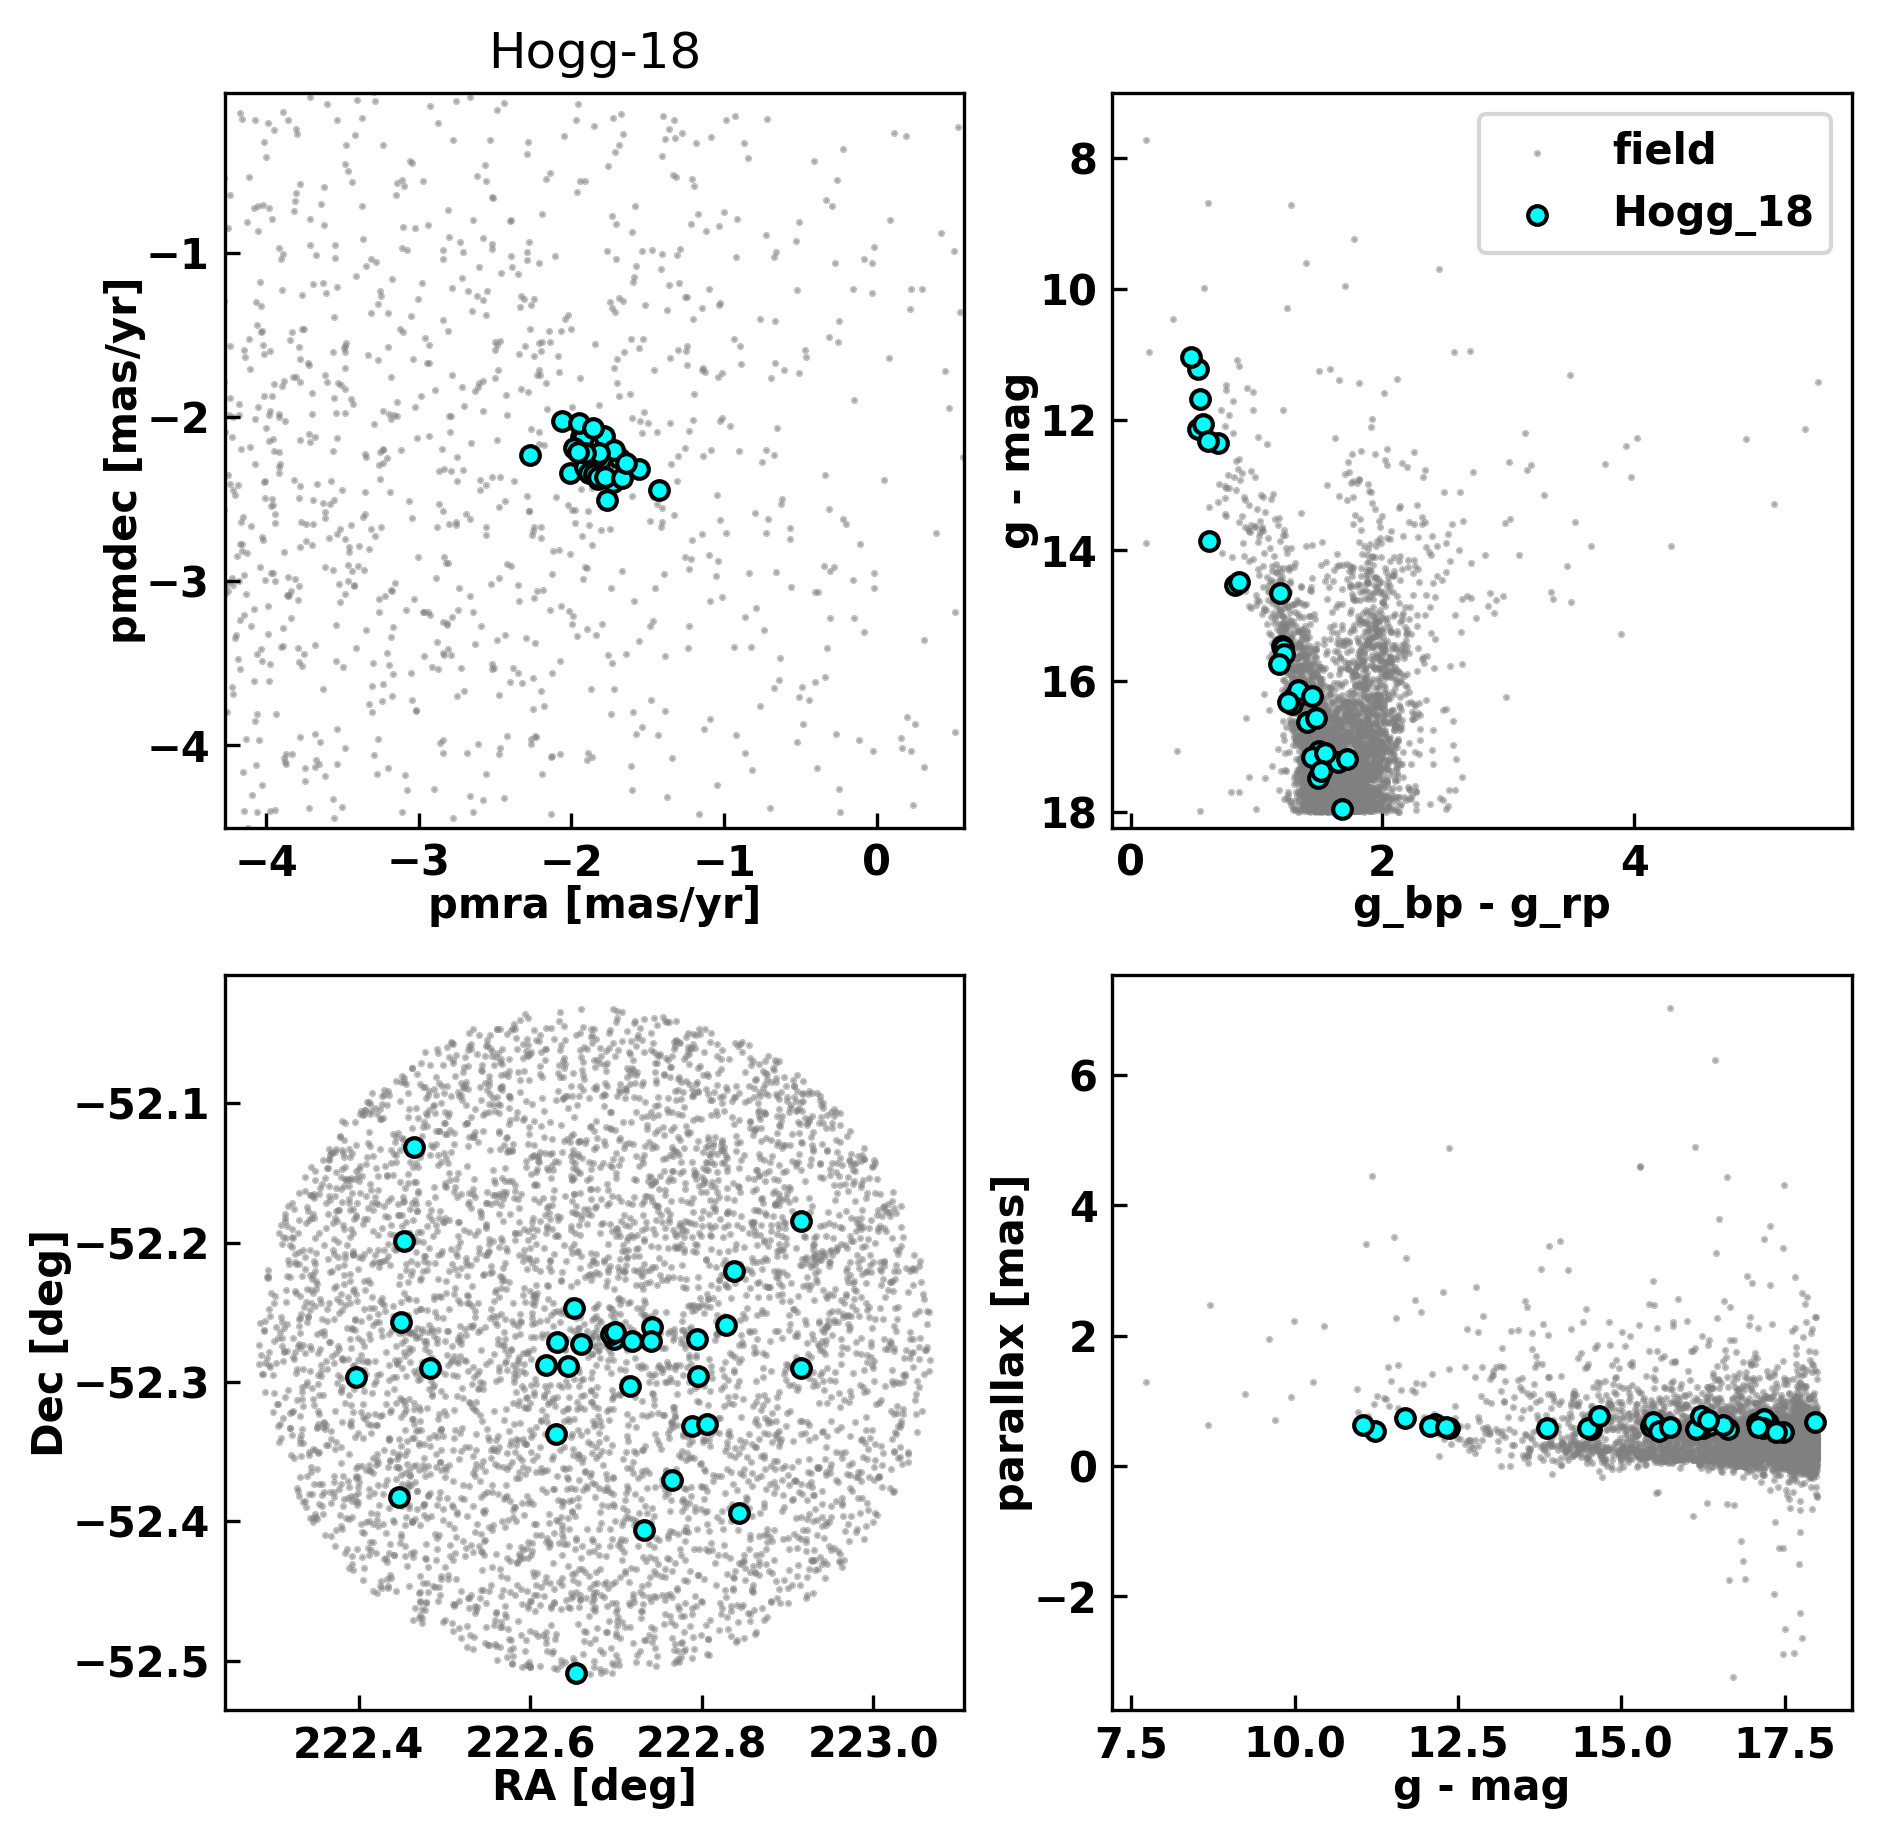 Hogg-18
−1
−2
−3
−4
pmdec [mas/yr]
−4 −3 −2 −1 0
pmra [mas/yr]
field
Hogg_18
8
10
12
14
16
18
g - mag
0 2 4
g_bp - g_rp
−52.1
−52.2
−52.3
−52.4
−52.5
Dec [deg]
222.4 222.6 222.8 223.0
RA [deg]
6
4
2
0
−2
parallax [mas]
7.5 10.0 12.5 15.0 17.5
g - mag